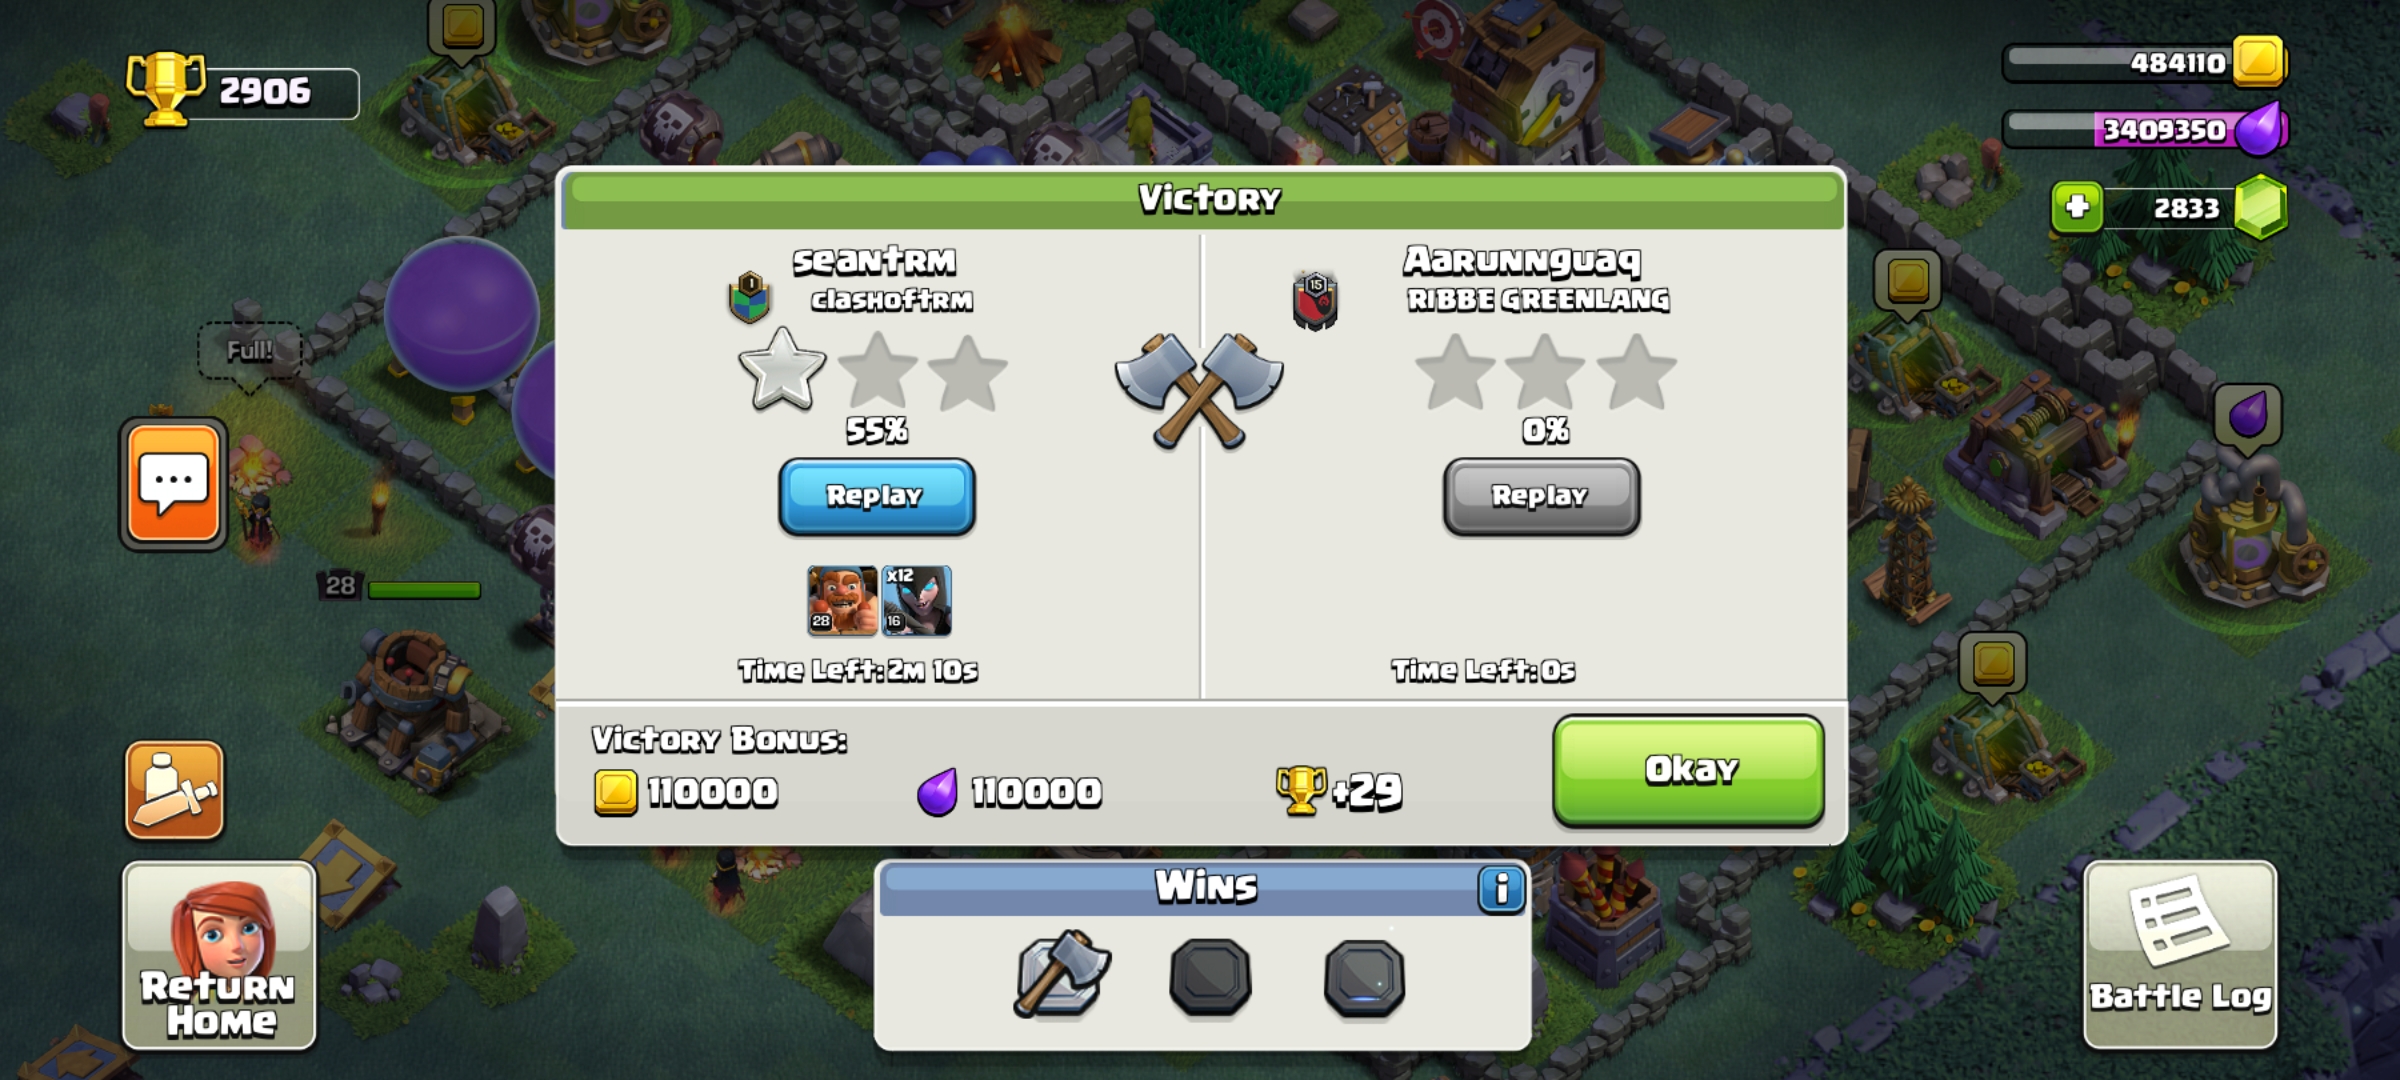 2906
484110
3409350
2833
Full!
28
Victory
seantrm
1
clashoftrm
55%
Replay
28
x12
16
Time Left: 2m 10s
Aarunnguaq
15
RIBBE GREENLANG
0%
Replay
Time Left: 0s
Victory Bonus:
110000
110000
+29
Okay
Wins
i
Return
Home
Battle Log